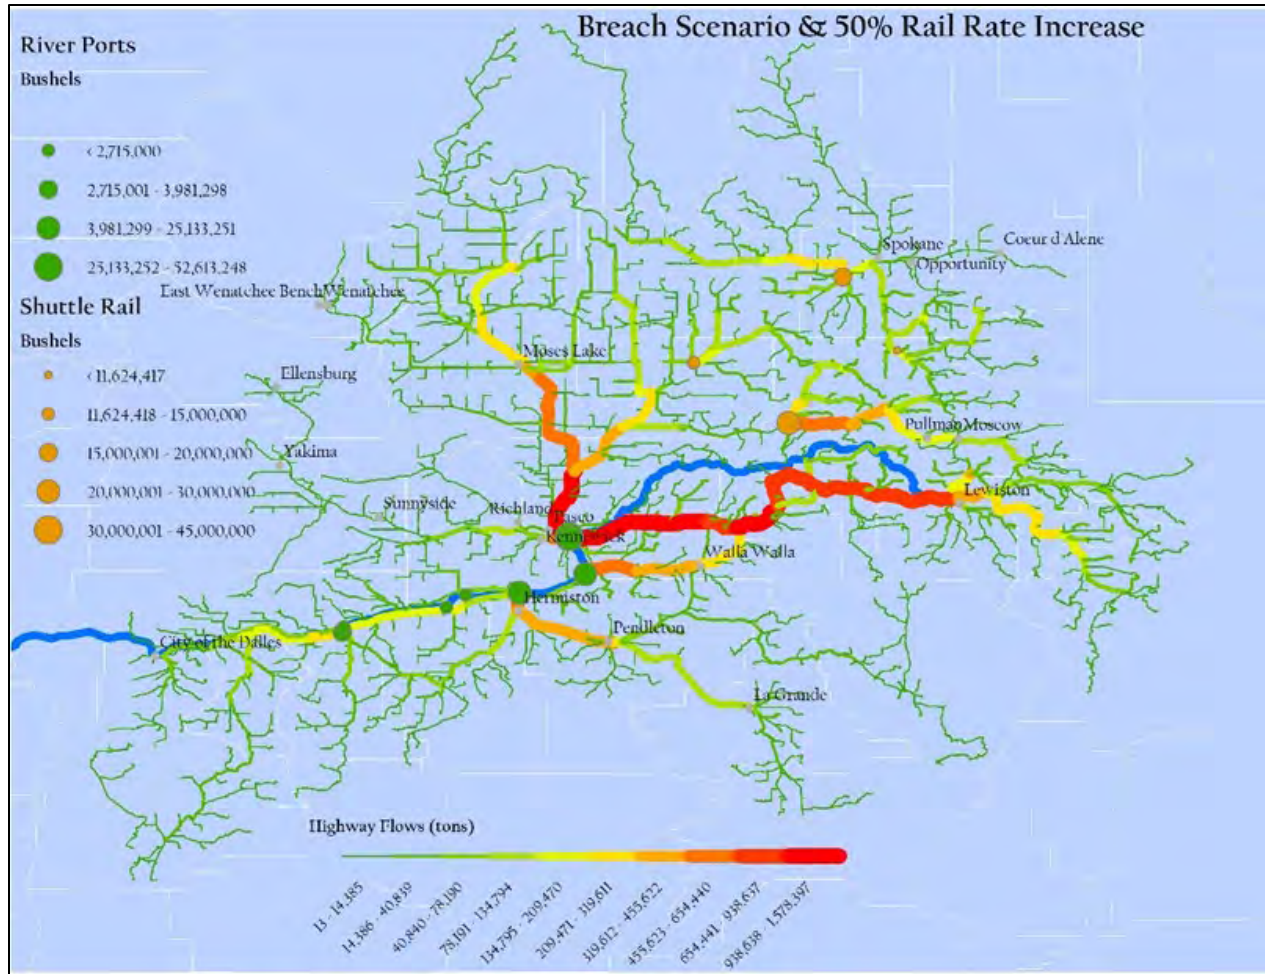 Breach Scenario & 50% Rail Rate Increase
River Ports
Bushels
< 2,715,000
2,715,001 - 3,981,298
3,981,299 - 25,133,251
25,133,252 - 52,613,248
Shuttle Rail
Bushels
< 11,624,417
11,624,418 - 15,000,000
15,000,001 - 20,000,000
20,000,001 - 30,000,000
30,000,001 - 45,000,000
Spokane
Coeur d Alene
Opportunity
East Wenatchee Bench
Wenatchee
Moses Lake
Ellensburg
Pullman
Moscow
Yakima
Lewiston
Sunnyside
Richland
Pasco
Kennewick
Walla Walla
Hermiston
Pendleton
City of the Dalles
La Grande
Highway Flows (tons)
13 - 14,385
14,386 - 40,839
40,840 - 78,190
78,191 - 134,794
134,795 - 209,470
209,471 - 319,611
319,612 - 455,622
455,623 - 654,440
654,441 - 938,637
938,638 - 1,578,397